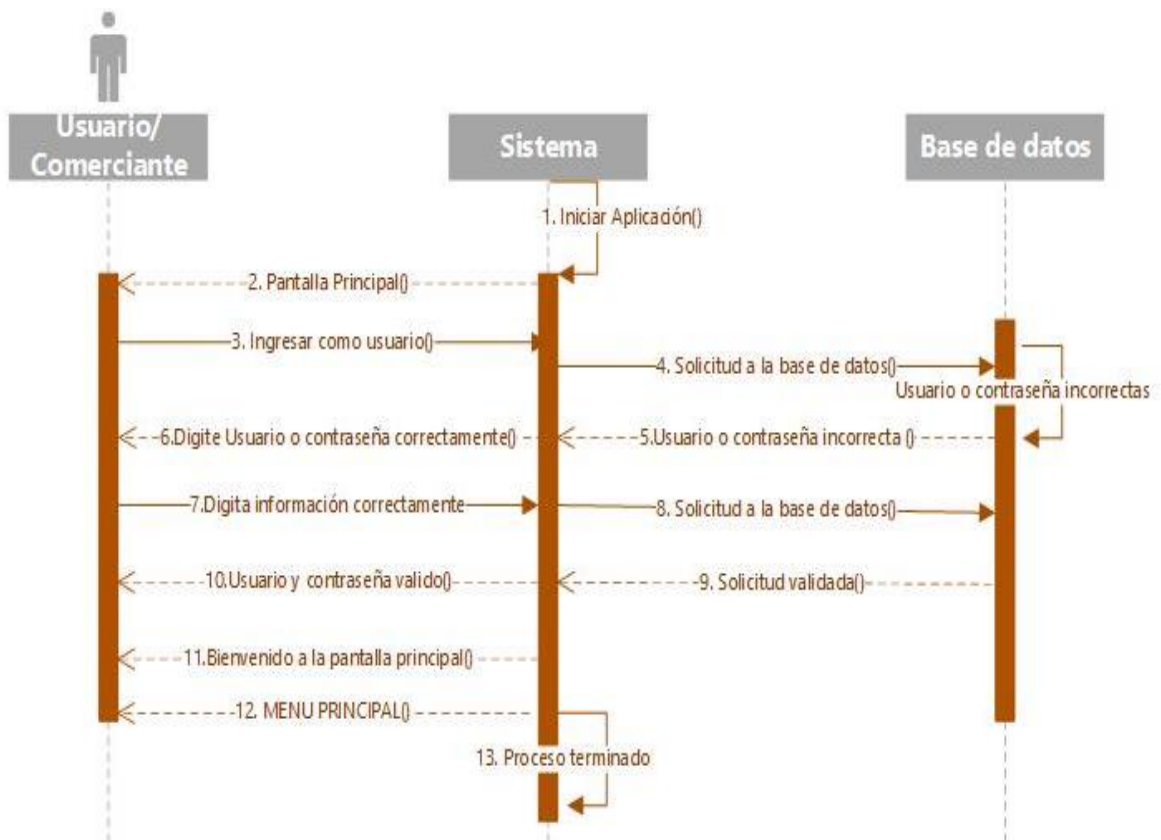 Usuario/
Comerciante
Sistema
Base de datos
1. Iniciar Aplicación()
2. Pantalla Principal()
3. Ingresar como usuario()
4. Solicitud a la base de datos()
Usuario o contraseña incorrectas
6.Digite Usuario o contraseña correctamente()
5.Usuario o contraseña incorrecta ()
7.Digita información correctamente
8. Solicitud a la base de datos()
10.Usuario y contraseña valido()
9. Solicitud validada()
11.Bienvenido a la pantalla principal()
12. MENU PRINCIPAL()
13. Proceso terminado